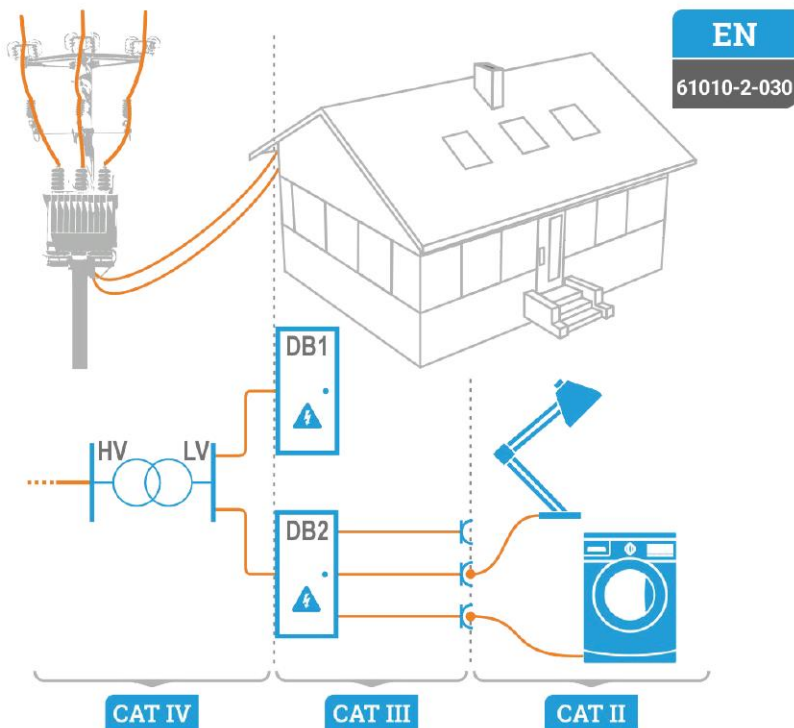 EN
61010-2-030
DB1
HV
LV
DB2
CAT IV
CAT III
CAT II